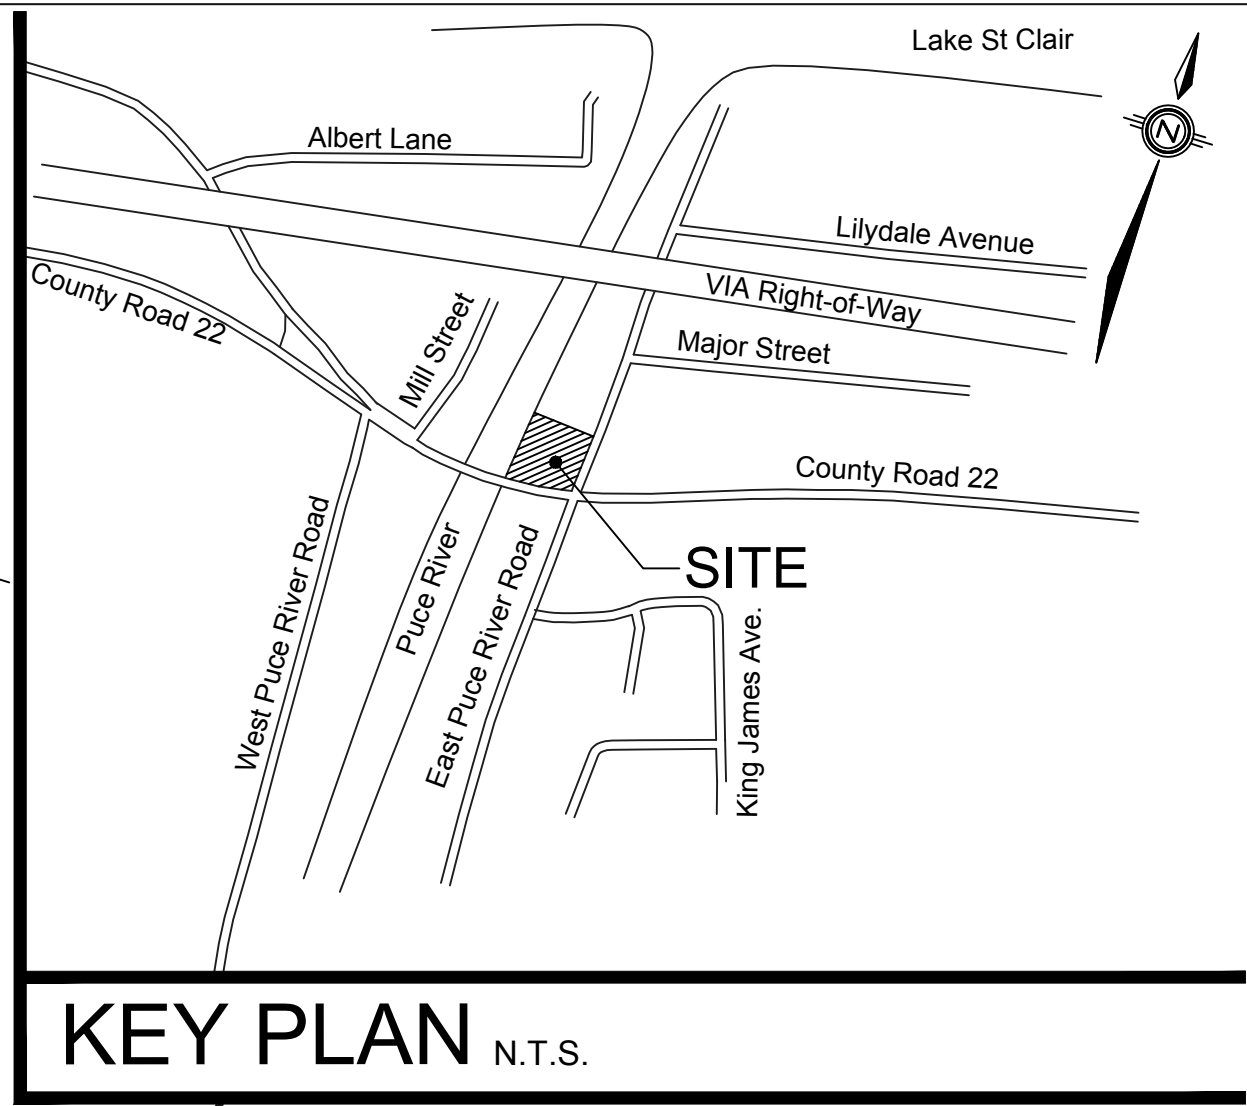 Lake St Clair
N
Albert Lane
Lilydale Avenue
County Road 22
VIA Right-of-Way
Mill Street
Major Street
County Road 22
SITE
West Puce River Road
Puce River
East Puce River Road
King James Ave.
KEY PLAN N.T.S.